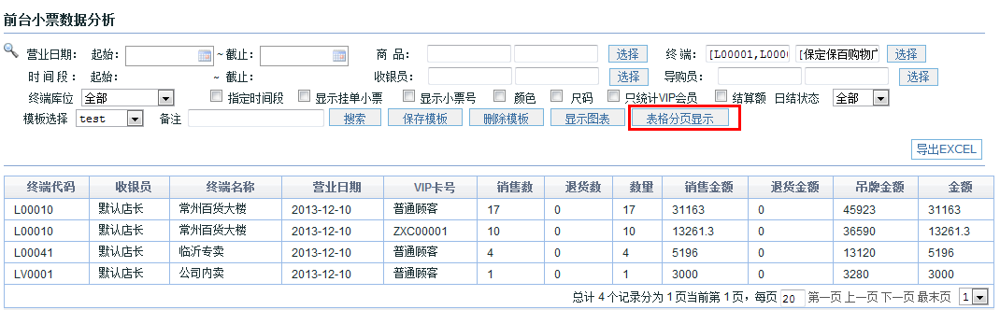 前台小票数据分析
营业日期: 起始: ~ 截止: 商 品: 选择 终 端: [L00001,L000 [保定保百购物广 选择
时 间 段 : 起始: ~ 截止: 收银员: 选择 导购员: 选择
终端库位 全部 指定时间段 显示挂单小票 显示小票号 颜色 尺码 只统计VIP会员 结算额 日结状态 全部
模板选择 test 备注 搜索 保存模板 删除模板 显示图表 表格分页显示
导出EXCEL
终端代码 收银员 终端名称 营业日期 VIP卡号 销售数 退货数 数量 销售金额 退货金额 吊牌金额 金额
L00010 默认店长 常州百货大楼 2013-12-10 普通顾客 17 0 17 31163 0 45923 31163
L00010 默认店长 常州百货大楼 2013-12-10 ZXC00001 10 0 10 13261.3 0 36590 13261.3
L00041 默认店长 临沂专卖 2013-12-10 普通顾客 4 0 4 5196 0 13120 5196
LV0001 默认店长 公司内卖 2013-12-10 普通顾客 1 0 1 3000 0 3280 3000
总计 4 个记录分为 1 页当前第 1 页，每页 20 第一页 上一页 下一页 最末页 1